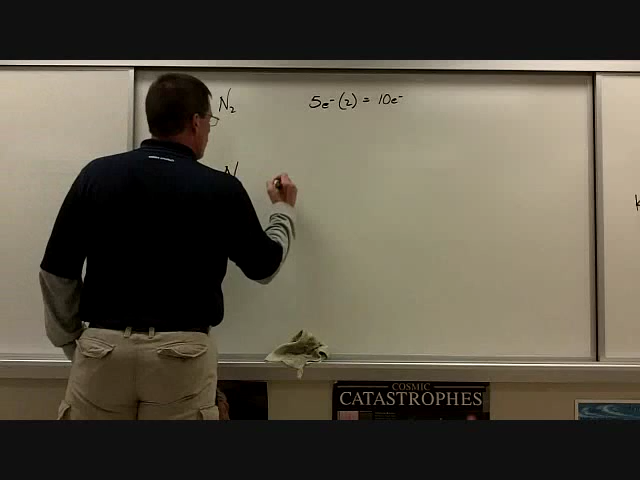 N₂ 5e⁻(2) = 10e⁻
N
COSMIC
CATASTROPHES